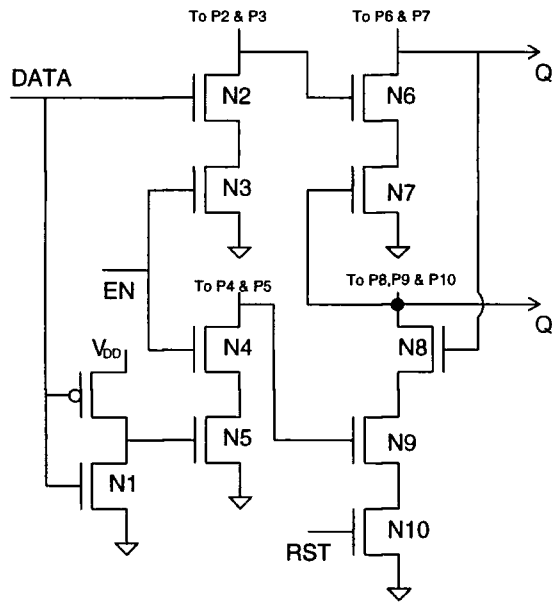 To P2 & P3
To P6 & P7
DATA
N2
N6
Q
N3
N7
EN
To P4 & P5
To P8,P9 & P10
Q
VDD
N4
N8
N5
N9
N1
RST
N10